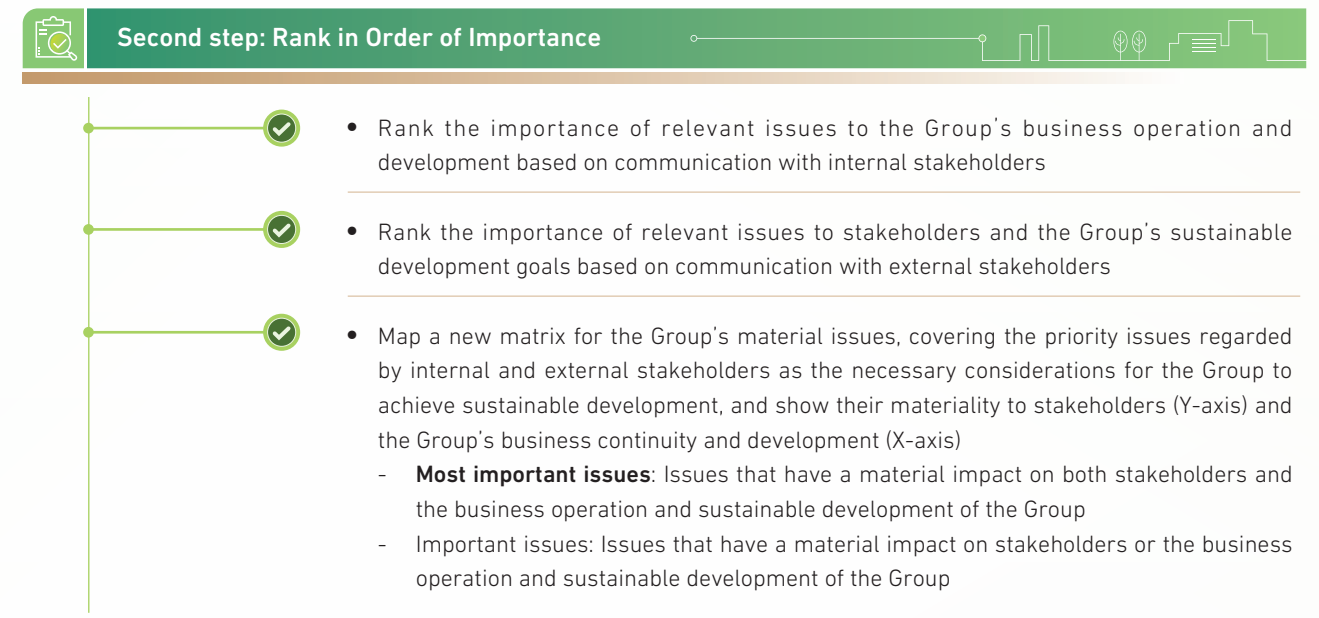 Second step: Rank in Order of Importance
• Rank the importance of relevant issues to the Group's business operation and
development based on communication with internal stakeholders
• Rank the importance of relevant issues to stakeholders and the Group's sustainable
development goals based on communication with external stakeholders
• Map a new matrix for the Group's material issues, covering the priority issues regarded
by internal and external stakeholders as the necessary considerations for the Group to
achieve sustainable development, and show their materiality to stakeholders (Y-axis) and
the Group's business continuity and development (X-axis)
- Most important issues: Issues that have a material impact on both stakeholders and
the business operation and sustainable development of the Group
- Important issues: Issues that have a material impact on stakeholders or the business
operation and sustainable development of the Group